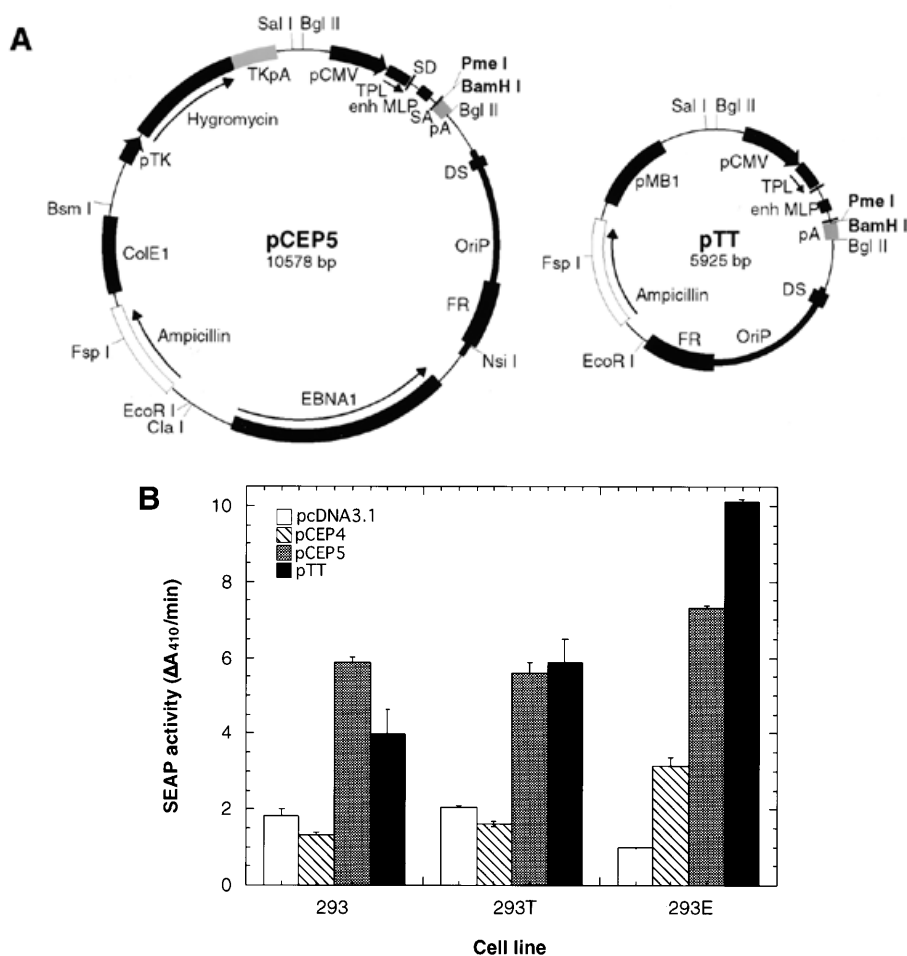 A
Sal I Bgl II
TKpA
pCMV
SD
TPL
enh MLP
SA
pA
Pme I
BamH I
Bgl II
Hygromycin
pTK
DS
Bsm I
ColE1
pCEP5
10578 bp
OriP
FR
Ampicillin
Fsp I
Nsi I
EBNA1
EcoR I
Cla I
Sal I Bgl II
pCMV
pMB1
TPL
enh MLP
Pme I
BamH I
pA
Bgl II
pTT
5925 bp
Fsp I
Ampicillin
DS
FR
OriP
EcoR I
B
pcDNA3.1
pCEP4
pCEP5
pTT
SEAP activity (ΔA410/min)
10
8
6
4
2
0
293 293T 293E
Cell line